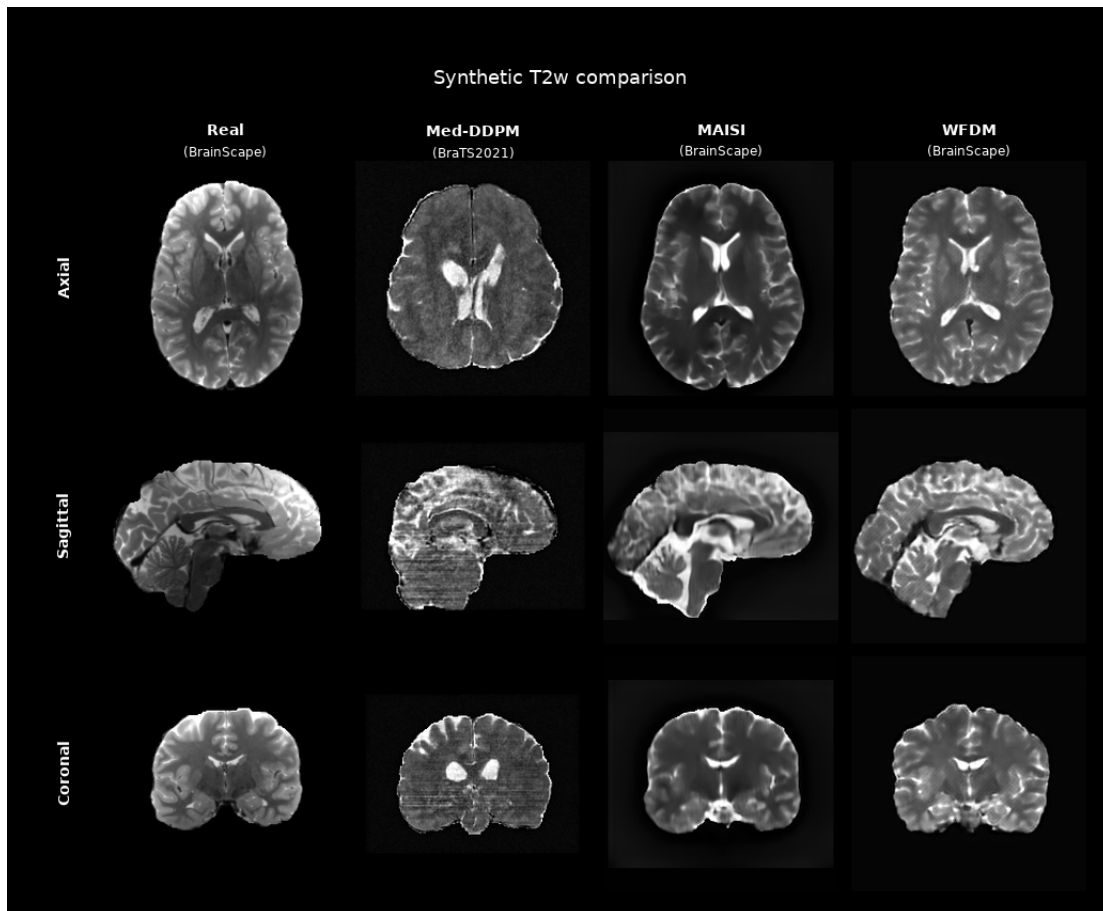 Synthetic T2w comparison
Real
(BrainScape)
Med-DDPM
(BraTS2021)
MAISI
(BrainScape)
WFDM
(BrainScape)
Axial
Sagittal
Coronal